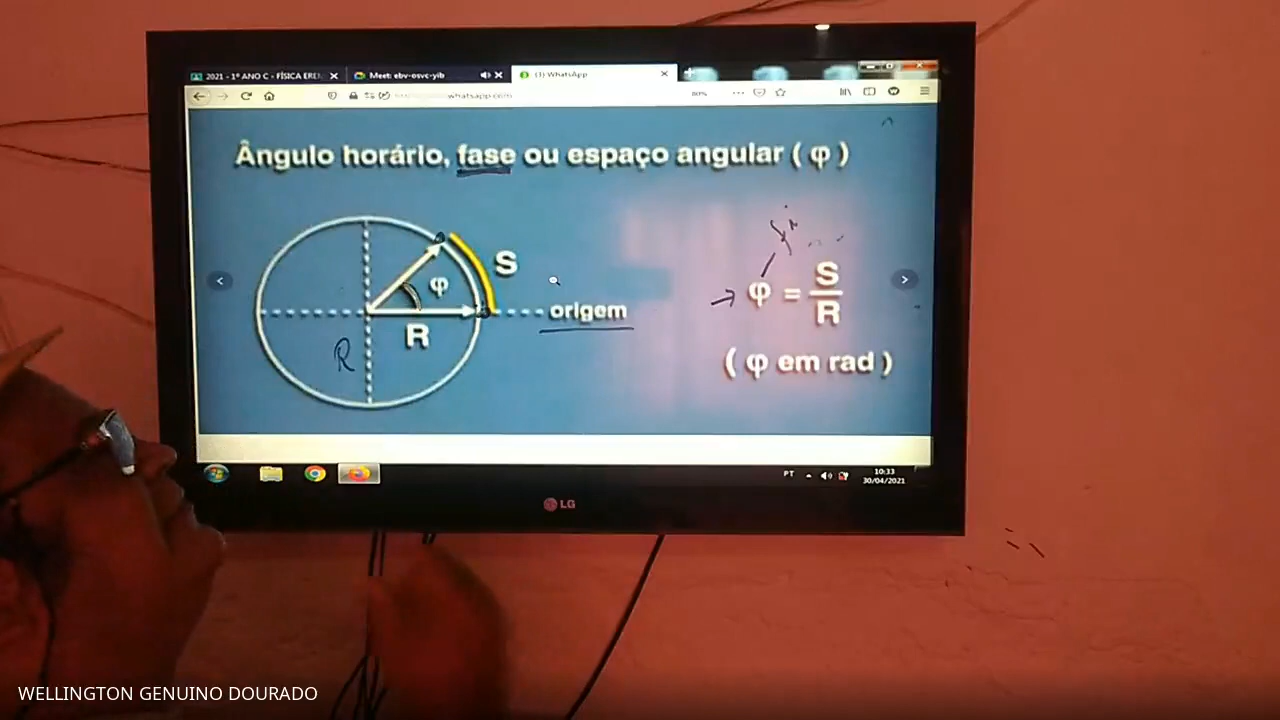 2021 - 1º ANO C - FÍSICA EREM
Meet: ebv-osvc-yib
(1) WhatsApp
whatsapp.com
80%
Ângulo horário, fase ou espaço angular ( φ )
S
φ
origem
R
R
φ = S
R
( φ em rad )
PT
10:33
30/04/2021
LG
WELLINGTON GENUINO DOURADO